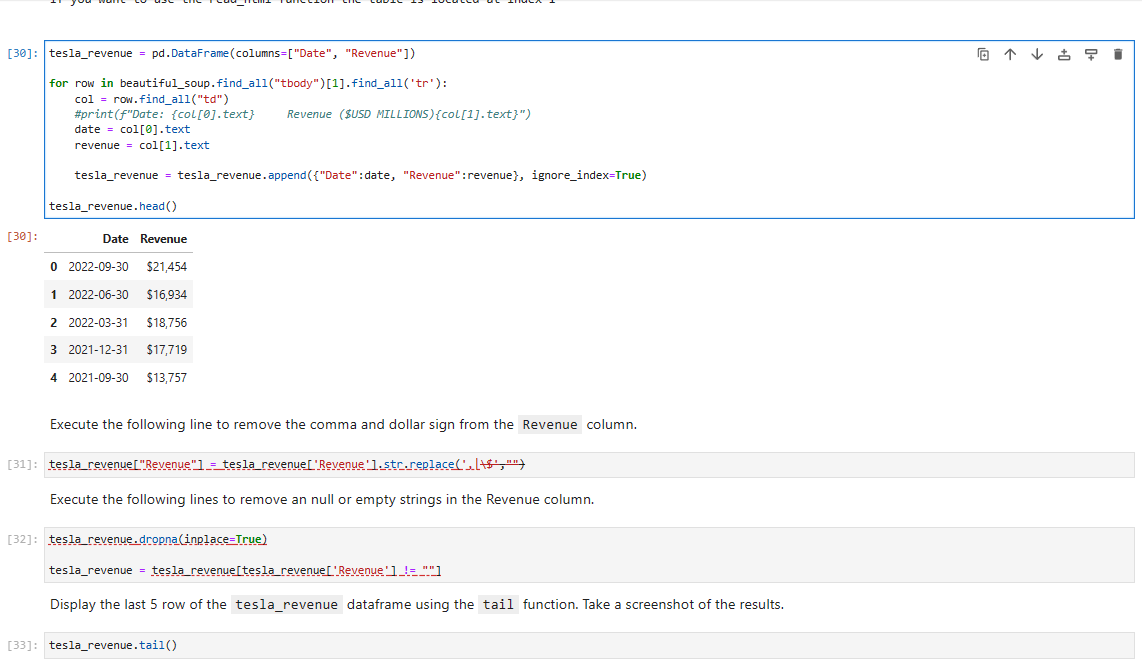 If you want to use the read_html function the table is located at index 1
[30]: tesla_revenue = pd.DataFrame(columns=["Date", "Revenue"])
for row in beautiful_soup.find_all("tbody")[1].find_all('tr'):
    col = row.find_all("td")
    #print(f"Date: {col[0].text}     Revenue ($USD MILLIONS){col[1].text}")
    date = col[0].text
    revenue = col[1].text
    tesla_revenue = tesla_revenue.append({"Date":date, "Revenue":revenue}, ignore_index=True)
tesla_revenue.head()
[30]: Date Revenue
0 2022-09-30 $21,454
1 2022-06-30 $16,934
2 2022-03-31 $18,756
3 2021-12-31 $17,719
4 2021-09-30 $13,757
Execute the following line to remove the comma and dollar sign from the Revenue column.
[31]: tesla_revenue["Revenue"] = tesla_revenue['Revenue'].str.replace(',|\$',"")
Execute the following lines to remove an null or empty strings in the Revenue column.
[32]: tesla_revenue.dropna(inplace=True)
tesla_revenue = tesla_revenue[tesla_revenue['Revenue'] != ""]
Display the last 5 row of the tesla_revenue dataframe using the tail function. Take a screenshot of the results.
[33]: tesla_revenue.tail()